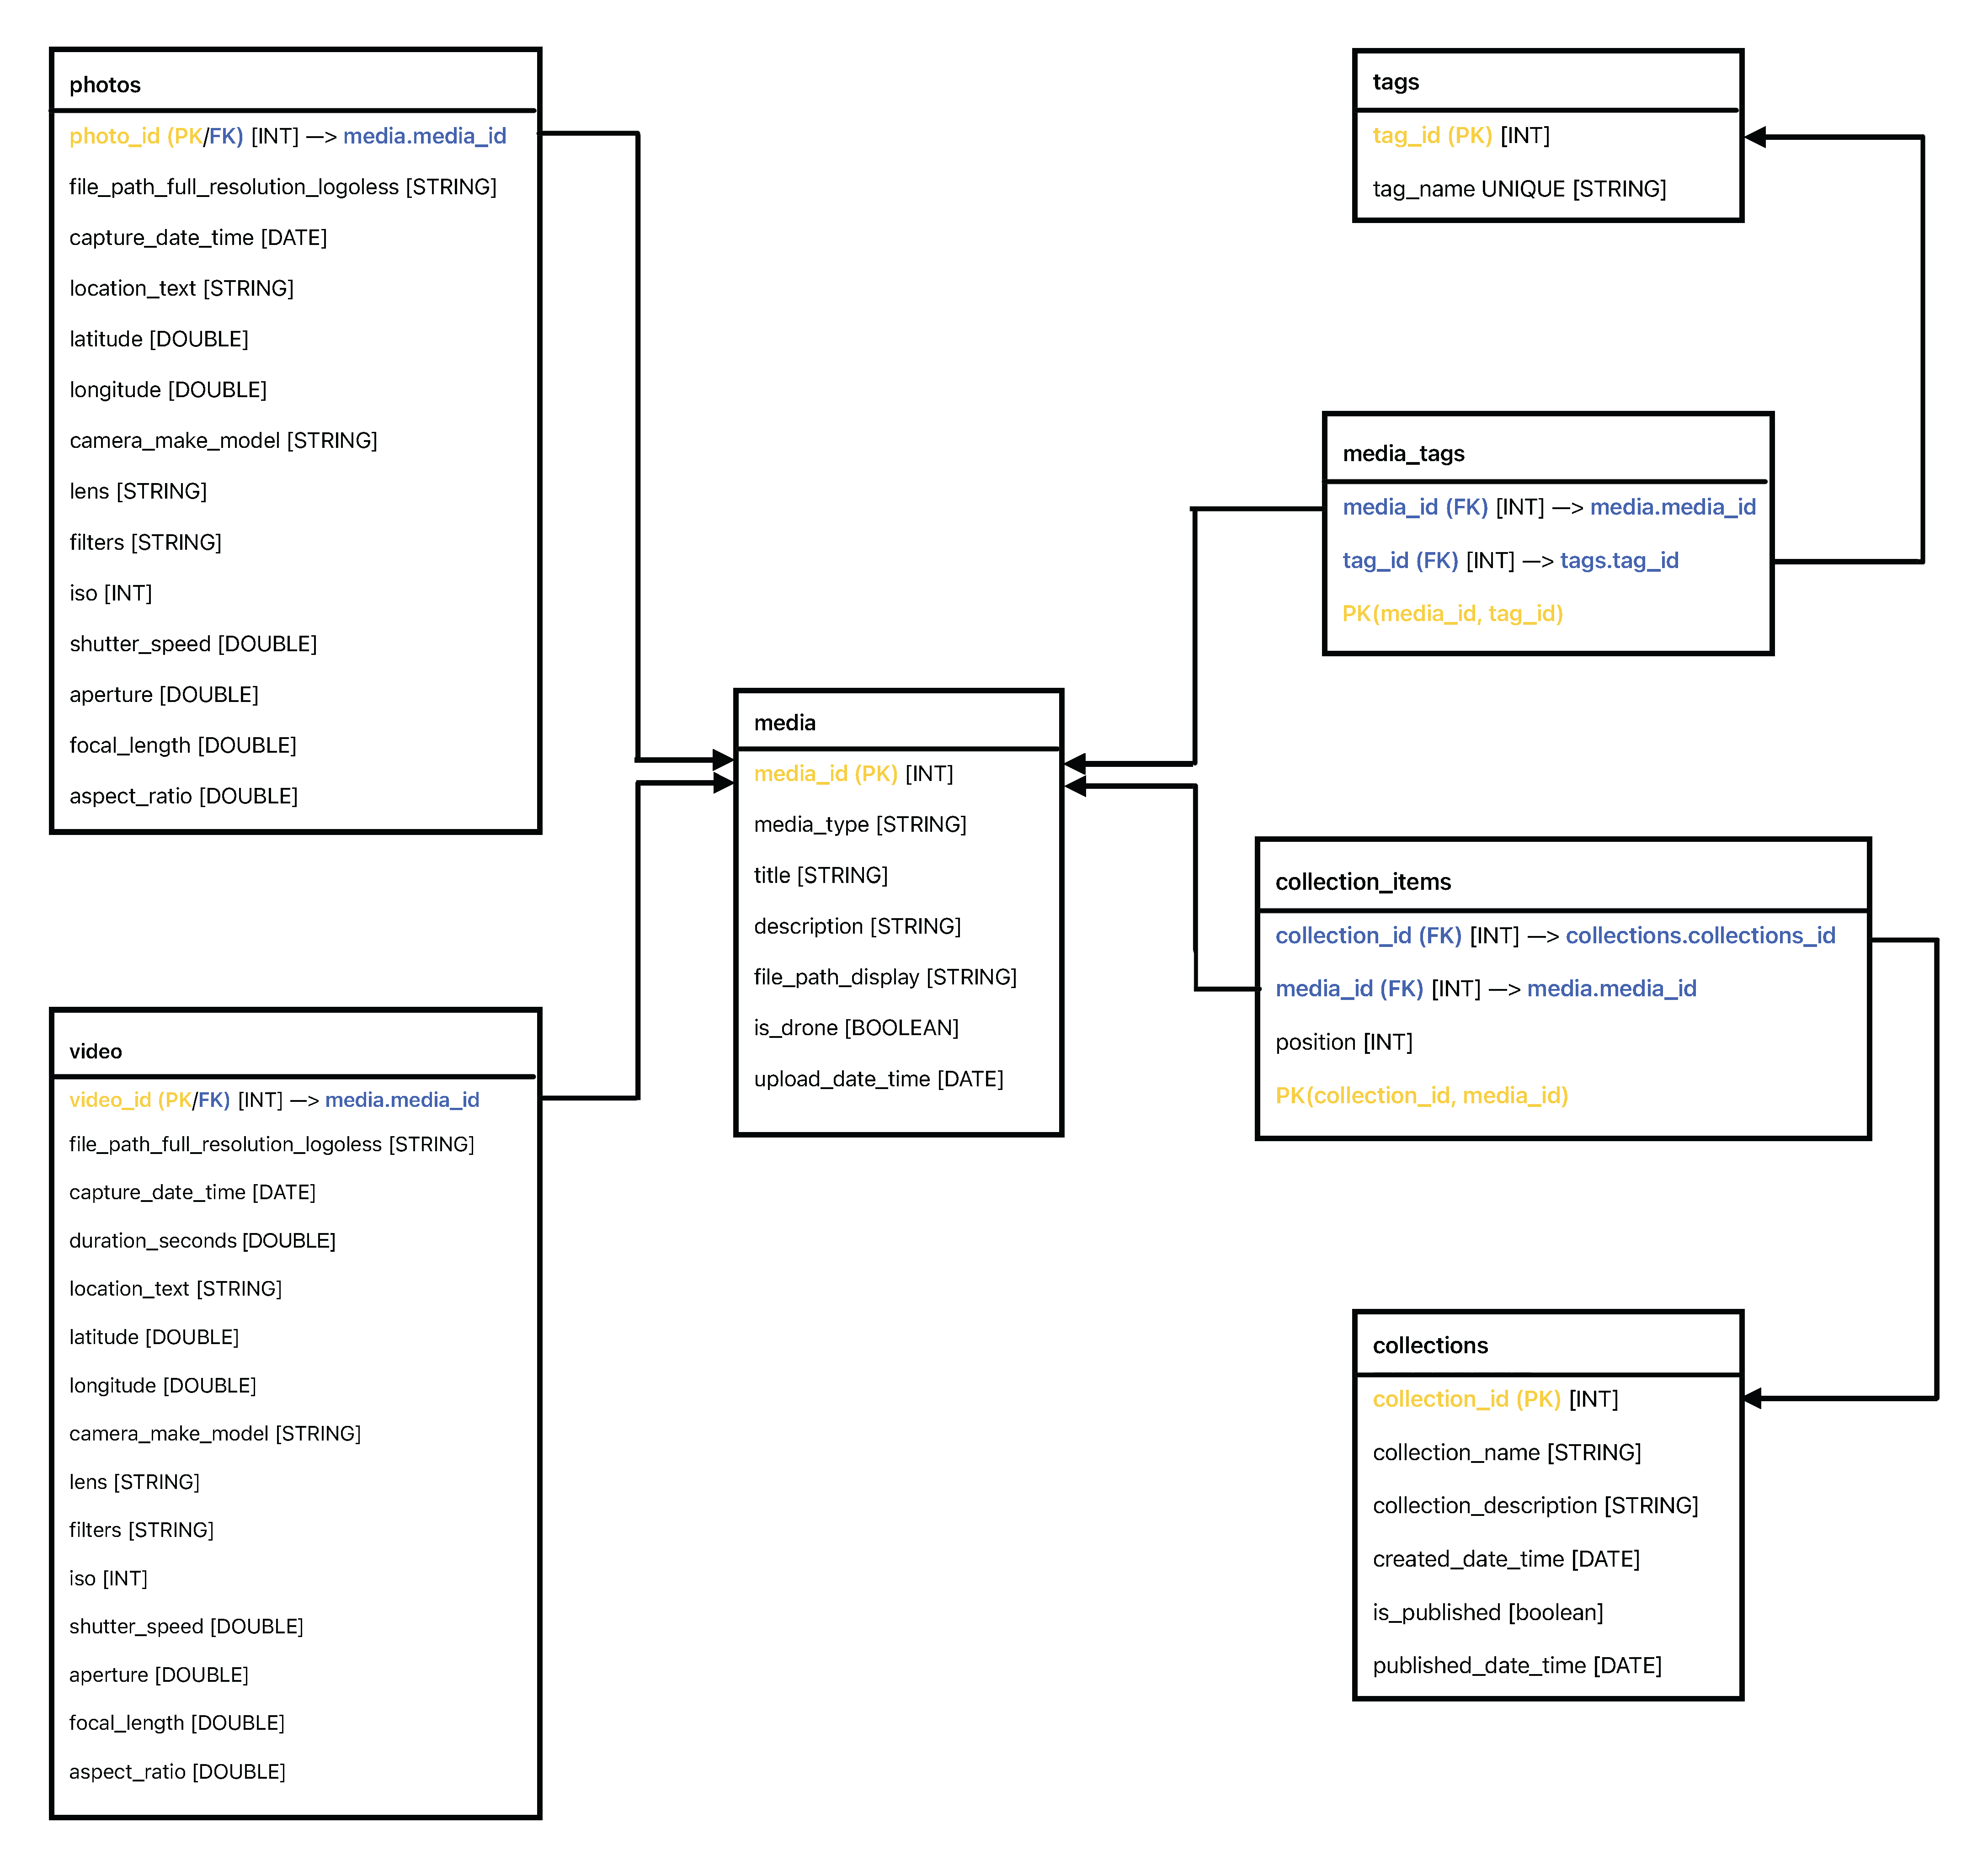 photos
photo_id (PK/FK) [INT] —> media.media_id
file_path_full_resolution_logoless [STRING]
capture_date_time [DATE]
location_text [STRING]
latitude [DOUBLE]
longitude [DOUBLE]
camera_make_model [STRING]
lens [STRING]
filters [STRING]
iso [INT]
shutter_speed [DOUBLE]
aperture [DOUBLE]
focal_length [DOUBLE]
aspect_ratio [DOUBLE]
video
video_id (PK/FK) [INT] —> media.media_id
file_path_full_resolution_logoless [STRING]
capture_date_time [DATE]
duration_seconds [DOUBLE]
location_text [STRING]
latitude [DOUBLE]
longitude [DOUBLE]
camera_make_model [STRING]
lens [STRING]
filters [STRING]
iso [INT]
shutter_speed [DOUBLE]
aperture [DOUBLE]
focal_length [DOUBLE]
aspect_ratio [DOUBLE]
media
media_id (PK) [INT]
media_type [STRING]
title [STRING]
description [STRING]
file_path_display [STRING]
is_drone [BOOLEAN]
upload_date_time [DATE]
tags
tag_id (PK) [INT]
tag_name UNIQUE [STRING]
media_tags
media_id (FK) [INT] —> media.media_id
tag_id (FK) [INT] —> tags.tag_id
PK(media_id, tag_id)
collection_items
collection_id (FK) [INT] —> collections.collections_id
media_id (FK) [INT] —> media.media_id
position [INT]
PK(collection_id, media_id)
collections
collection_id (PK) [INT]
collection_name [STRING]
collection_description [STRING]
created_date_time [DATE]
is_published [boolean]
published_date_time [DATE]